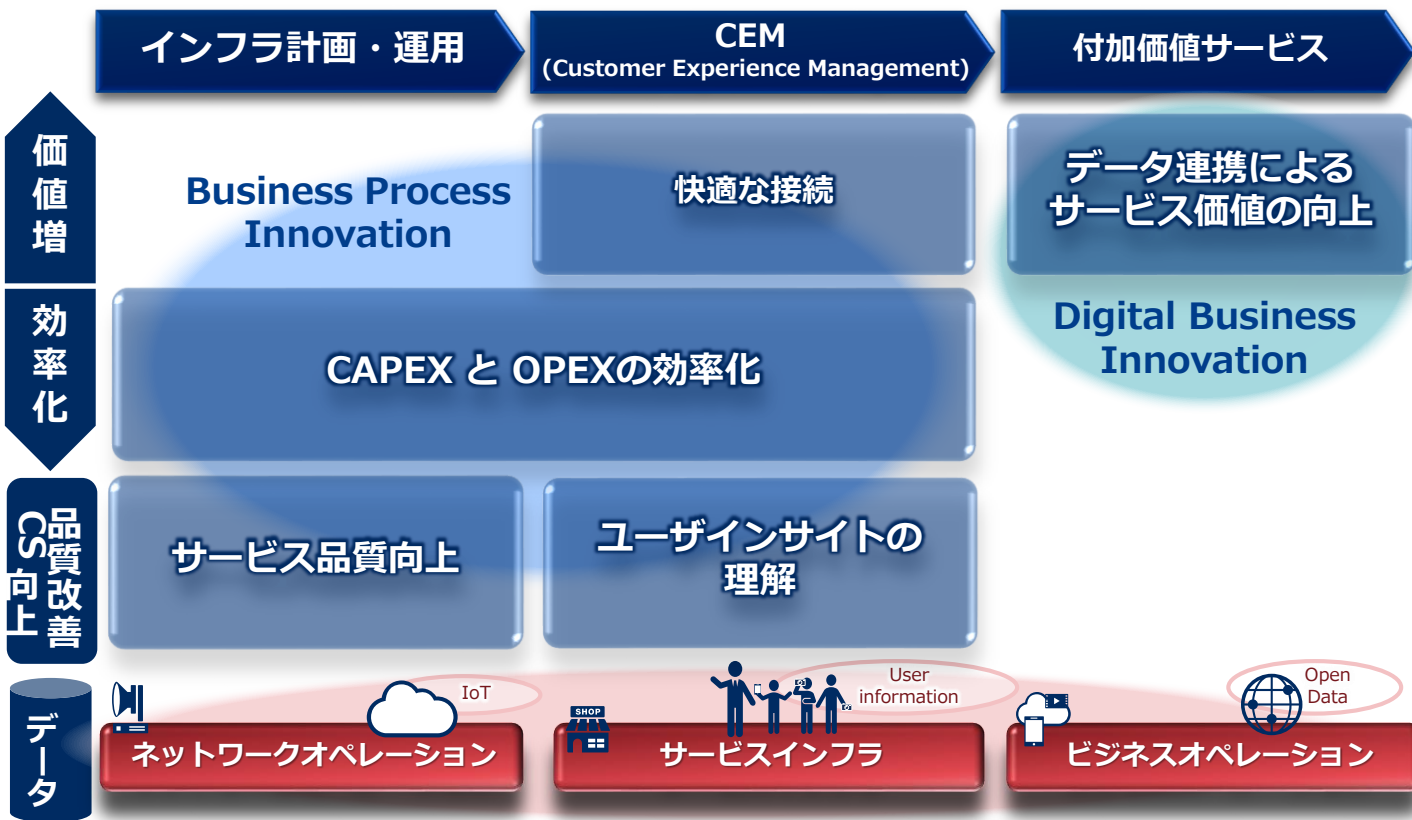 インフラ計画・運用
CEM
(Customer Experience Management)
付加価値サービス
価値増
Business Process
Innovation
快適な接続
データ連携による
サービス価値の向上
効率化
CAPEX と OPEXの効率化
Digital Business
Innovation
品質改善
CS向上
サービス品質向上
ユーザインサイトの
理解
データ
IoT
User
information
Open
Data
SHOP
ネットワークオペレーション
サービスインフラ
ビジネスオペレーション